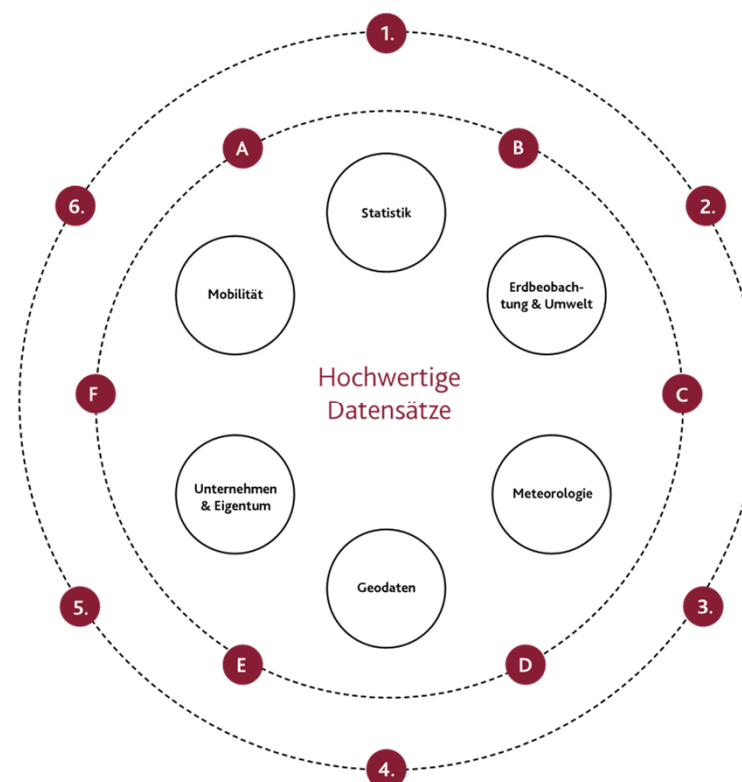 1.
A
B
6.
2.
Statistik
Mobilität
Erdbeobach-
tung & Umwelt
Hochwertige
Datensätze
F
C
Unternehmen
& Eigentum
Meteorologie
Geodaten
5.
3.
E
D
4.